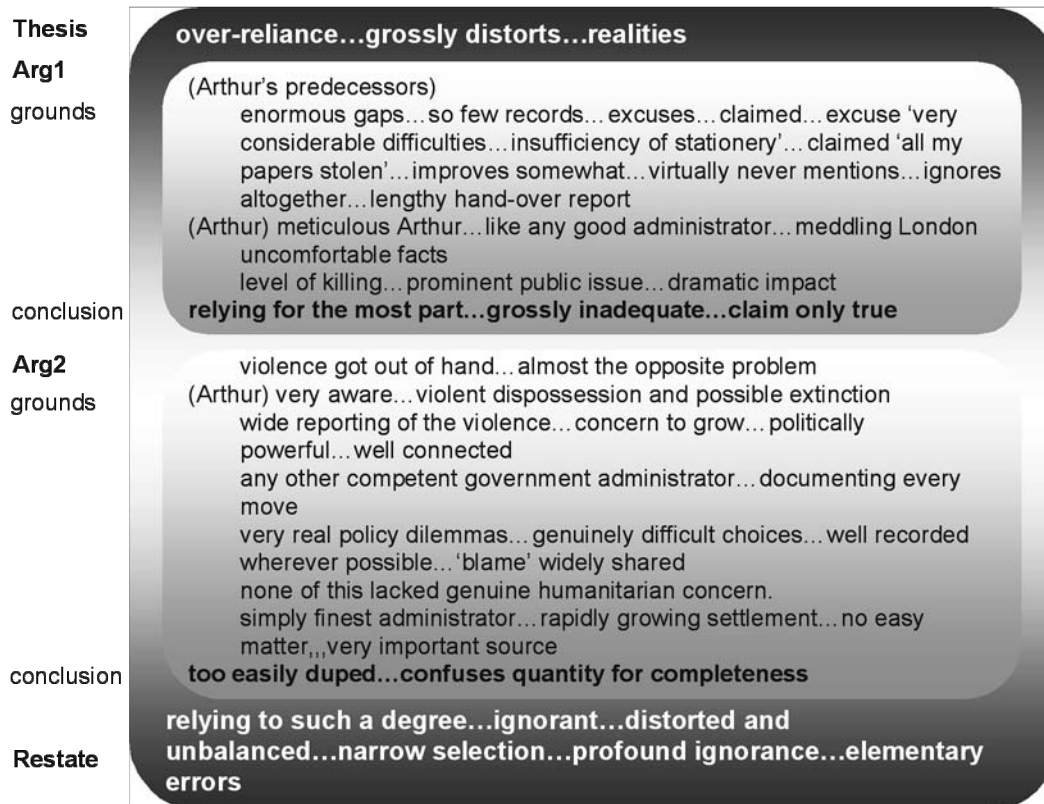 Thesis
over-reliance…grossly distorts…realities
Arg1
grounds
(Arthur's predecessors)
enormous gaps…so few records…excuses…claimed…excuse 'very
considerable difficulties…insufficiency of stationery'…claimed 'all my
papers stolen'…improves somewhat…virtually never mentions…ignores
altogether…lengthy hand-over report
(Arthur) meticulous Arthur…like any good administrator…meddling London
uncomfortable facts
level of killing…prominent public issue…dramatic impact
conclusion
relying for the most part…grossly inadequate…claim only true
Arg2
grounds
violence got out of hand…almost the opposite problem
(Arthur) very aware…violent dispossession and possible extinction
wide reporting of the violence…concern to grow…politically
powerful…well connected
any other competent government administrator…documenting every
move
very real policy dilemmas…genuinely difficult choices…well recorded
wherever possible…'blame' widely shared
none of this lacked genuine humanitarian concern.
simply finest administrator…rapidly growing settlement…no easy
matter,,,very important source
conclusion
too easily duped…confuses quantity for completeness
Restate
relying to such a degree…ignorant…distorted and
unbalanced…narrow selection…profound ignorance…elementary
errors